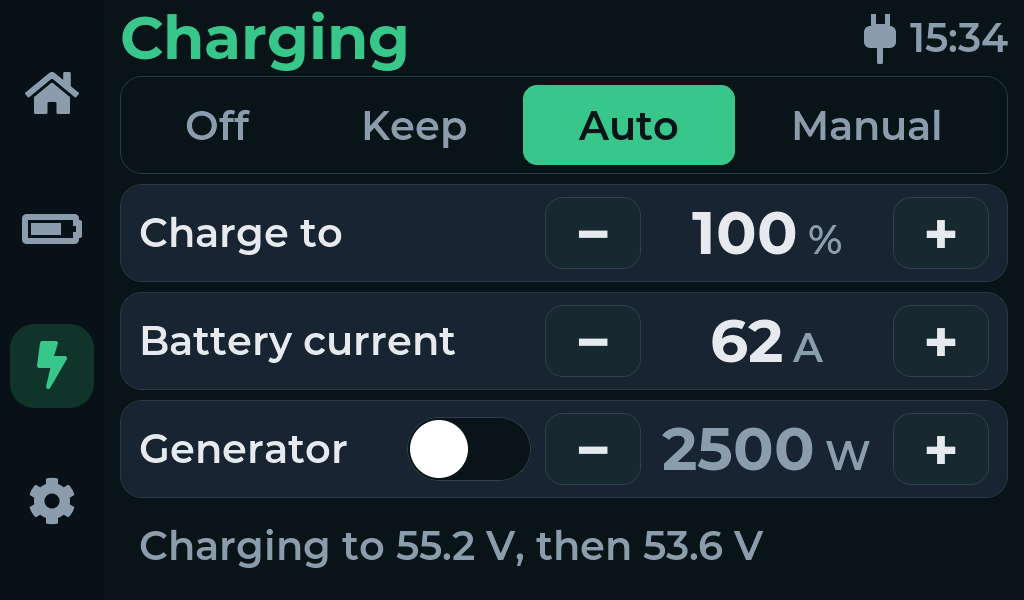 Charging 15:34
Off Keep Auto Manual
Charge to − 100 % +
Battery current − 62 A +
Generator − 2500 W +
Charging to 55.2 V, then 53.6 V